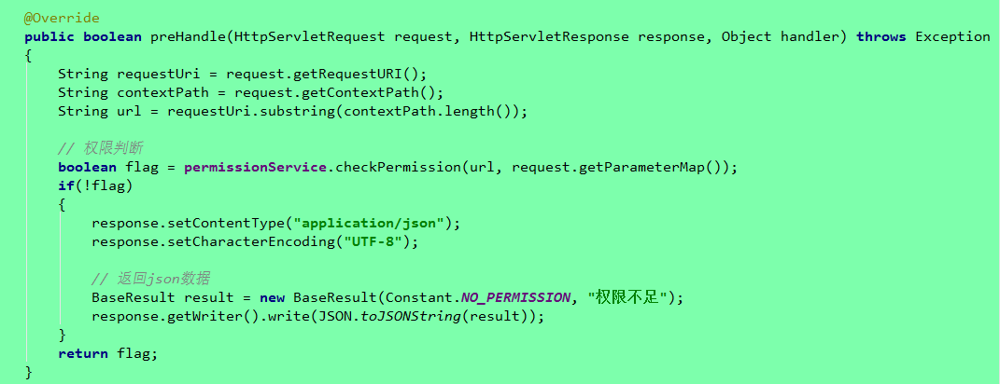 @Override
public boolean preHandle(HttpServletRequest request, HttpServletResponse response, Object handler) throws Exception
{
    String requestUri = request.getRequestURI();
    String contextPath = request.getContextPath();
    String url = requestUri.substring(contextPath.length());

    // 权限判断
    boolean flag = permissionService.checkPermission(url, request.getParameterMap());
    if(!flag)
    {
        response.setContentType("application/json");
        response.setCharacterEncoding("UTF-8");

        // 返回json数据
        BaseResult result = new BaseResult(Constant.NO_PERMISSION, "权限不足");
        response.getWriter().write(JSON.toJSONString(result));
    }
    return flag;
}